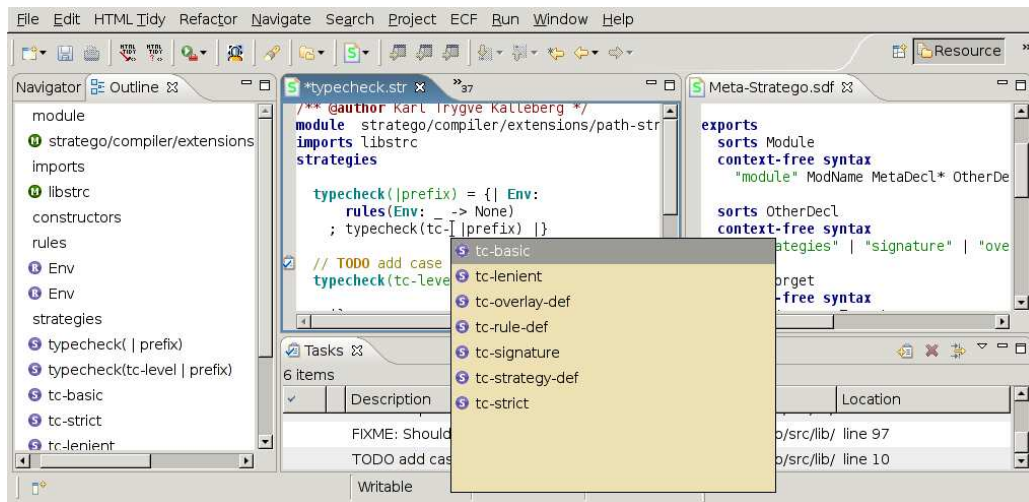 File Edit HTML Tidy Refactor Navigate Search Project ECF Run Window Help
Resource
Navigator Outline
module
stratego/compiler/extensions
imports
libstrc
constructors
rules
Env
Env
strategies
typecheck( | prefix)
typecheck(tc-level | prefix)
tc-basic
tc-strict
tc-lenient
*typecheck.str »37
/** @author Karl Trygve Kalleberg */
module stratego/compiler/extensions/path-str
imports libstrc
strategies
typecheck(|prefix) = {| Env:
rules(Env: _ -> None)
; typecheck(tc-|prefix) |}
// TODO add case
typecheck(tc-leve
tc-basic
tc-lenient
tc-overlay-def
tc-rule-def
tc-signature
tc-strategy-def
tc-strict
Meta-Stratego.sdf
exports
sorts Module
context-free syntax
"module" ModName MetaDecl* OtherDe
sorts OtherDecl
context-free syntax
ategies" | "signature" | "ove
orget
-free syntax
Tasks
6 items
Description Location
FIXME: Should o/src/lib/ line 97
TODO add cas o/src/lib/ line 10
Writable